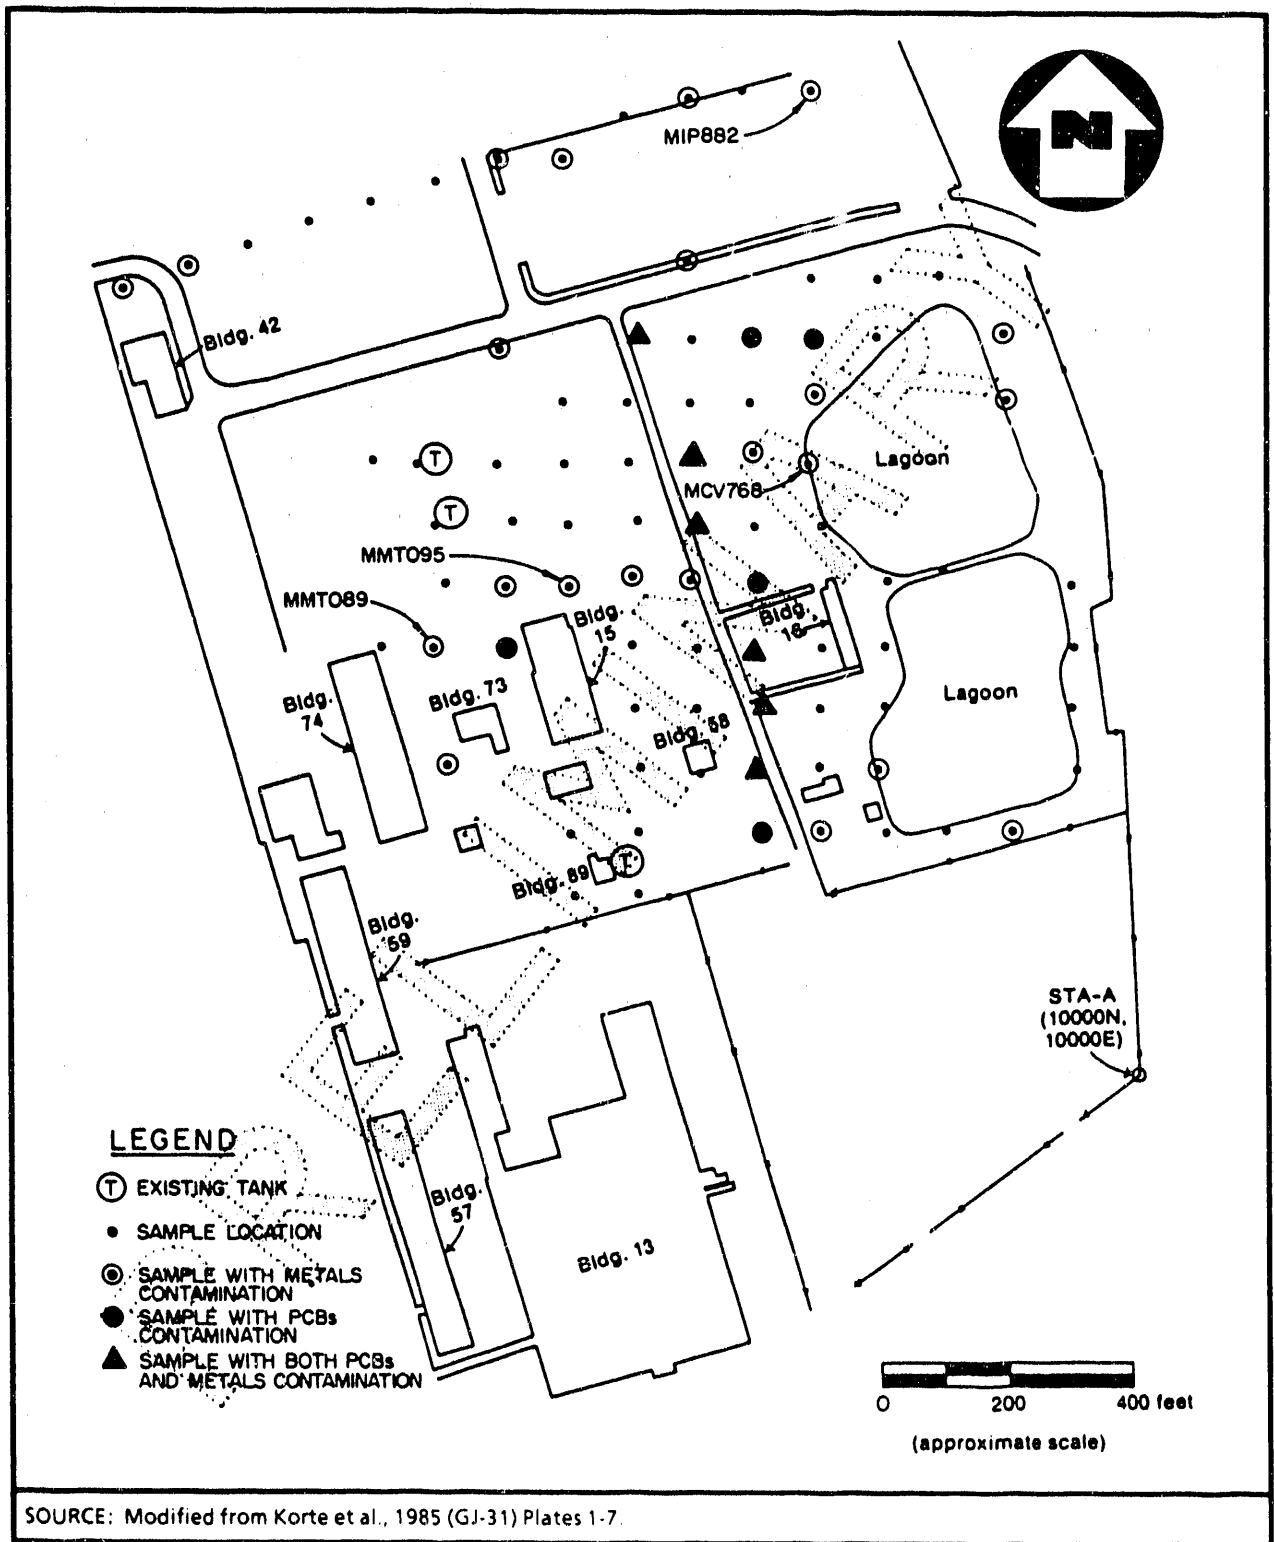 N
MIP882
Bldg. 42
T
Lagoon
MCV768
T
MMTO95
MMTO89
Bldg.
15
Bldg.
16
Bldg.
74
Bldg. 73
Lagoon
Bldg. 58
Bldg. 89
T
Bldg.
59
STA-A
(10000N,
10000E)
LEGEND
T EXISTING TANK
SAMPLE LOCATION
SAMPLE WITH METALS
CONTAMINATION
SAMPLE WITH PCBs
CONTAMINATION
SAMPLE WITH BOTH PCBs
AND METALS CONTAMINATION
Bldg.
57
Bldg. 13
0 200 400 feet
(approximate scale)
SOURCE: Modified from Korte et al., 1985 (GJ-31) Plates 1-7.